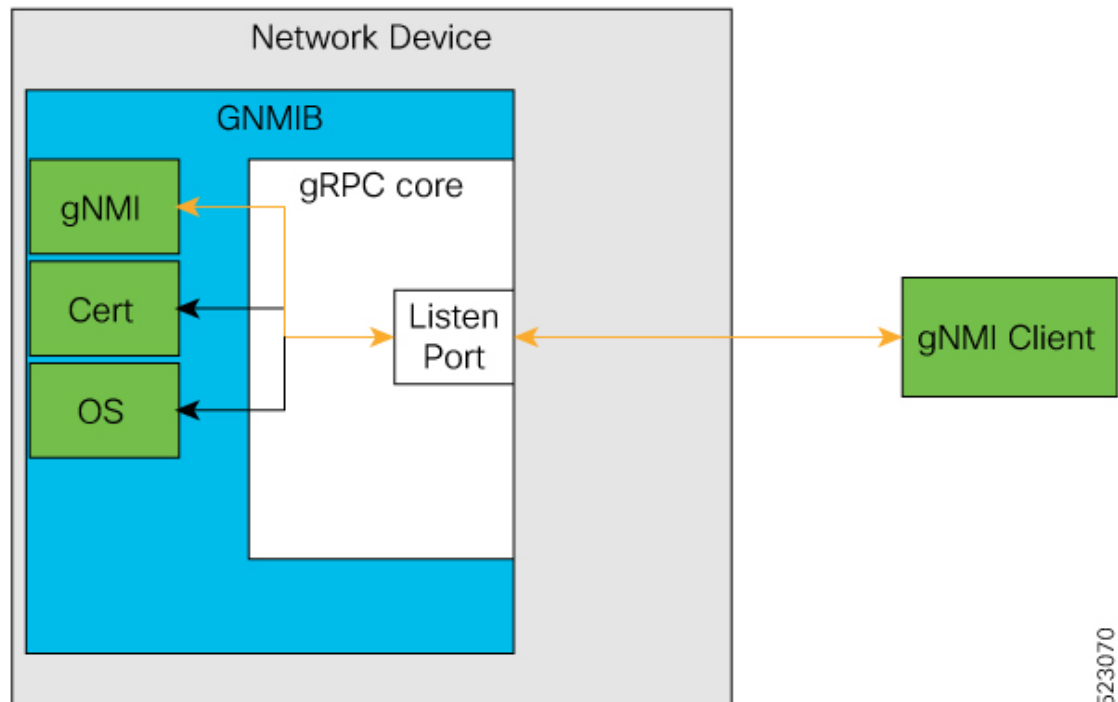 Network Device
GNMIB
gRPC core
gNMI
Cert
OS
Listen
Port
gNMI Client
523070